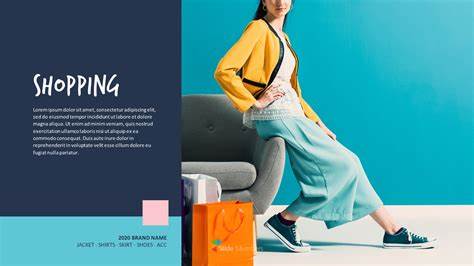 SHOPPING
Lorem ipsum dolor sit amet, consectetur adipiscing elit,
sed do eiusmod tempor incididunt ut labore et dolore
magna aliqua. Ut enim ad minim veniam, quis nostrud
exercitation ullamco laboris nisi ut aliquip ex ea
commodo consequat. Duis aute irure dolor in
reprehenderit in voluptate velit esse cillum dolore eu
fugiat nulla pariatur.
2020 BRAND NAME
JACKET · SHIRTS · SKIRT · SHOES · ACC
Slide